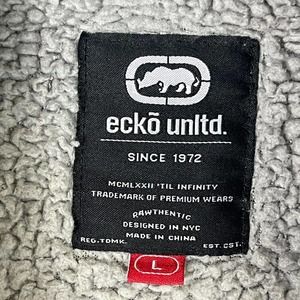 eckō unltd.
SINCE 1972
MCMLXXII 'TIL INFINITY
TRADEMARK OF PREMIUM WEARS
RAWTHENTIC
DESIGNED IN NYC
MADE IN CHINA
REG.TDMK. EST. CST.
L